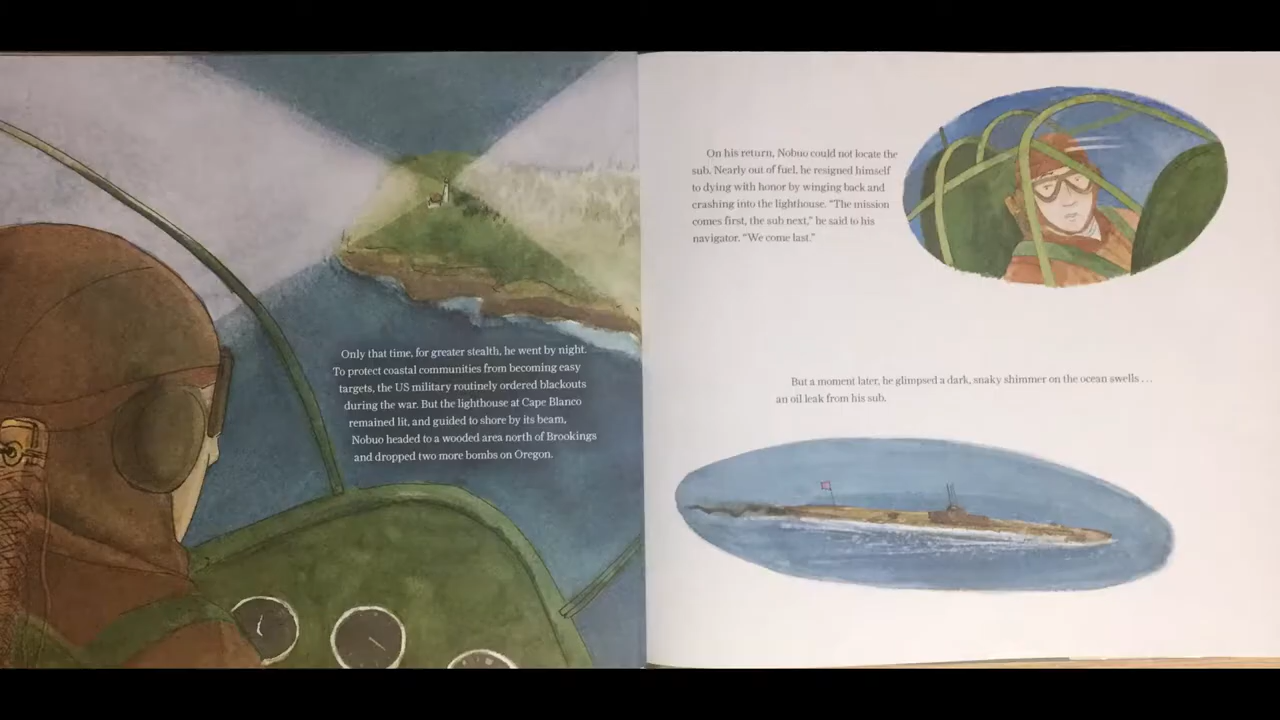 Only that time, for greater stealth, he went by night.
To protect coastal communities from becoming easy
targets, the US military routinely ordered blackouts
during the war. But the lighthouse at Cape Blanco
remained lit, and guided to shore by its beam,
Nobuo headed to a wooded area north of Brookings
and dropped two more bombs on Oregon.
On his return, Nobuo could not locate the
sub. Nearly out of fuel, he resigned himself
to dying with honor by winging back and
crashing into the lighthouse. “The mission
comes first, the sub next,” he said to his
navigator. “We come last.”
But a moment later, he glimpsed a dark, snaky shimmer on the ocean swells ...
an oil leak from his sub.